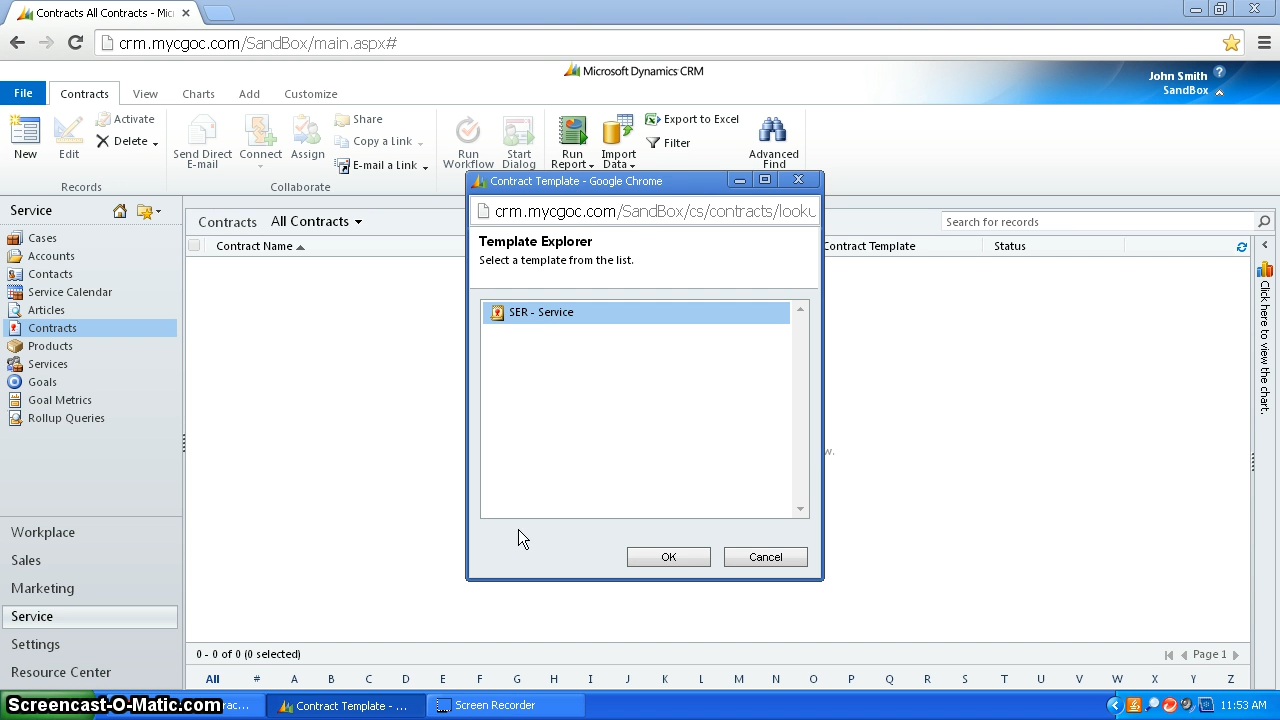 Contracts All Contracts - Mic
crm.mycgoc.com/SandBox/main.aspx#
Microsoft Dynamics CRM
John Smith
SandBox
File
Contracts
View
Charts
Add
Customize
New
Edit
Activate
Delete
Records
Send Direct E-mail
Connect
Assign
Share
Copy a Link
E-mail a Link
Collaborate
Run Workflow
Start Dialog
Run Report
Import Data
Export to Excel
Filter
Advanced Find
Service
Cases
Accounts
Contacts
Service Calendar
Articles
Contracts
Products
Services
Goals
Goal Metrics
Rollup Queries
Workplace
Sales
Marketing
Service
Settings
Resource Center
Contracts
All Contracts
Search for records
Contract Name
Contract Template
Status
w.
Click here to view the chart.
Contract Template - Google Chrome
crm.mycgoc.com/SandBox/cs/contracts/looku
Template Explorer
Select a template from the list.
SER - Service
OK
Cancel
0 - 0 of 0 (0 selected)
Page 1
All # A B C D E F G H I J K L M N O P Q R S T U V W X Y Z
Screencast-O-Matic.com
rac...
Contract Template - ...
Screen Recorder
11:53 AM